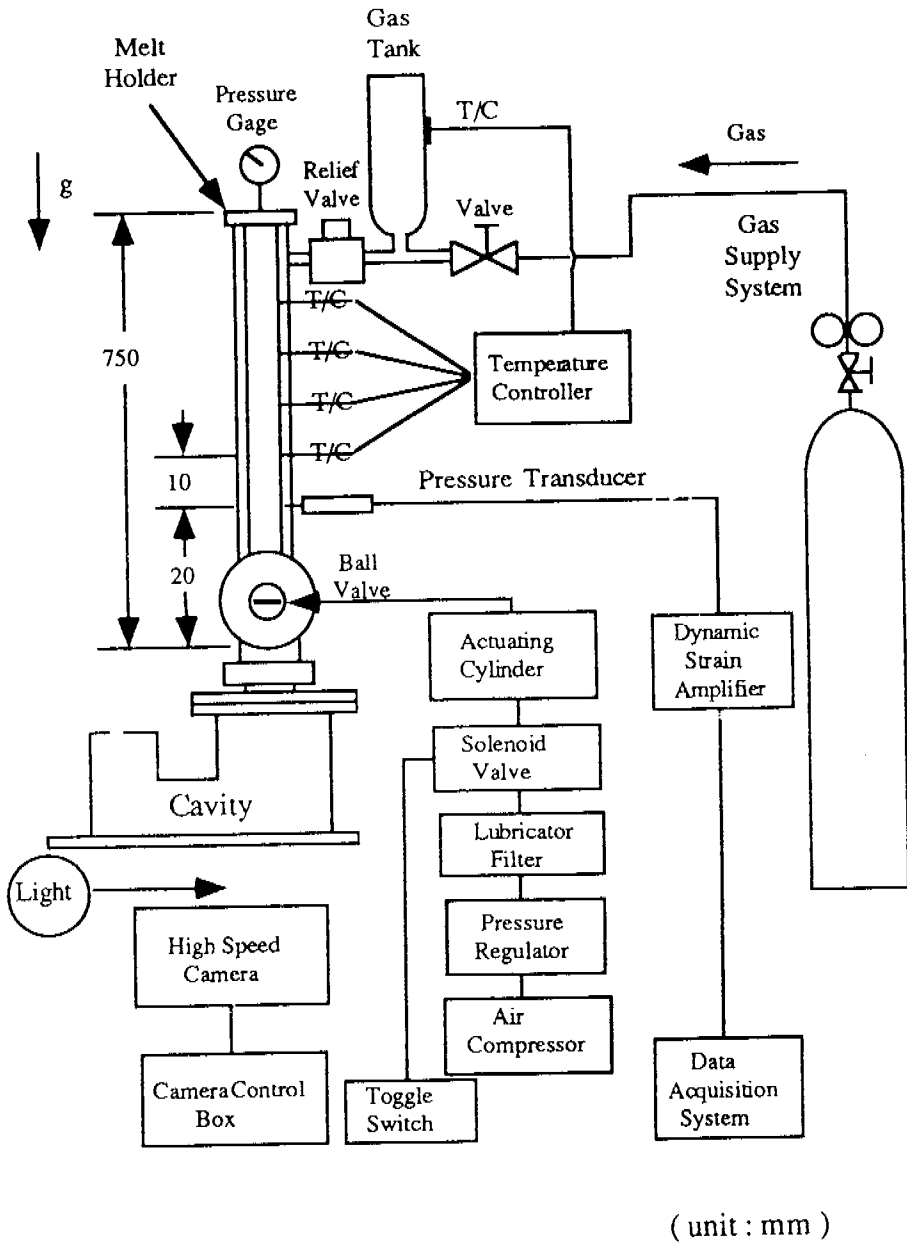 Gas
Tank
Melt
Holder
Pressure
Gage
T/C
Gas
g
Relief
Valve
Valve
Gas
Supply
System
T/C
750
T/C
Temperature
Controller
T/C
T/C
10
Pressure Transducer
20
Ball
Valve
Actuating
Cylinder
Dynamic
Strain
Amplifier
Solenoid
Valve
Cavity
Lubricator
Filter
Light
High Speed
Camera
Pressure
Regulator
Air
Compressor
Camera Control
Box
Toggle
Switch
Data
Acquisition
System
( unit : mm )